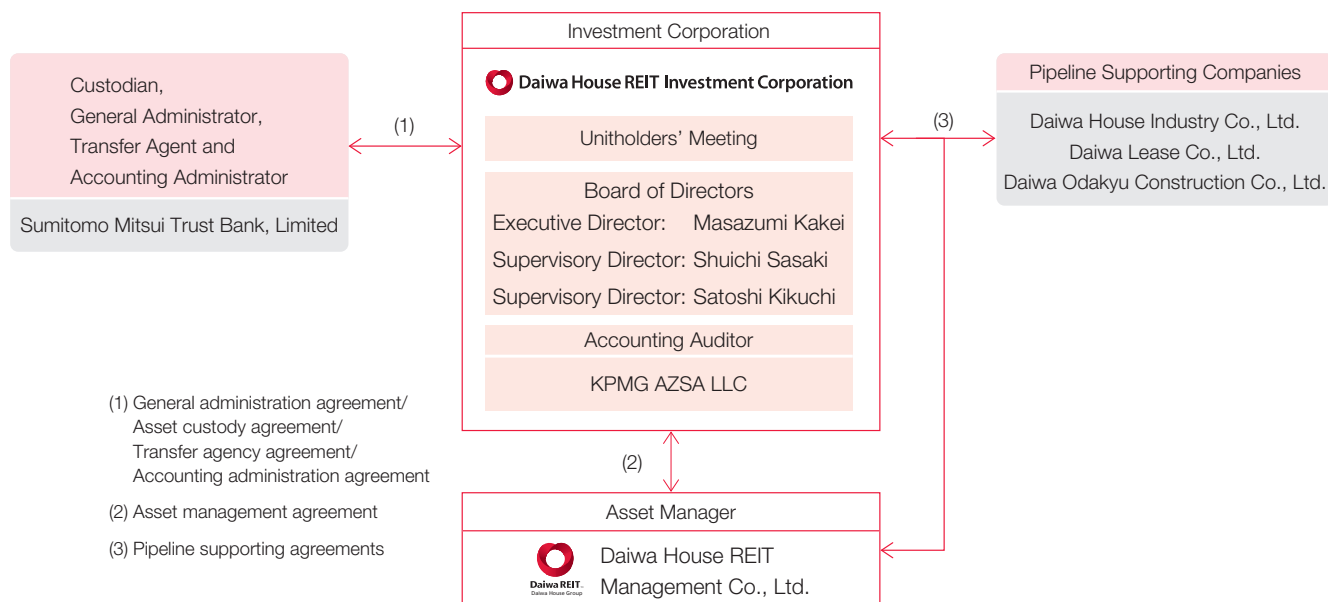 Investment Corporation
Daiwa House REIT Investment Corporation
Unitholders' Meeting
Board of Directors
Executive Director: Masazumi Kakei
Supervisory Director: Shuichi Sasaki
Supervisory Director: Satoshi Kikuchi
Accounting Auditor
KPMG AZSA LLC
Custodian,
General Administrator,
Transfer Agent and
Accounting Administrator
Sumitomo Mitsui Trust Bank, Limited
(1)
(3)
Pipeline Supporting Companies
Daiwa House Industry Co., Ltd.
Daiwa Lease Co., Ltd.
Daiwa Odakyu Construction Co., Ltd.
(2)
Asset Manager
Daiwa REIT
Daiwa House Group
Daiwa House REIT
Management Co., Ltd.
(1) General administration agreement/
Asset custody agreement/
Transfer agency agreement/
Accounting administration agreement
(2) Asset management agreement
(3) Pipeline supporting agreements